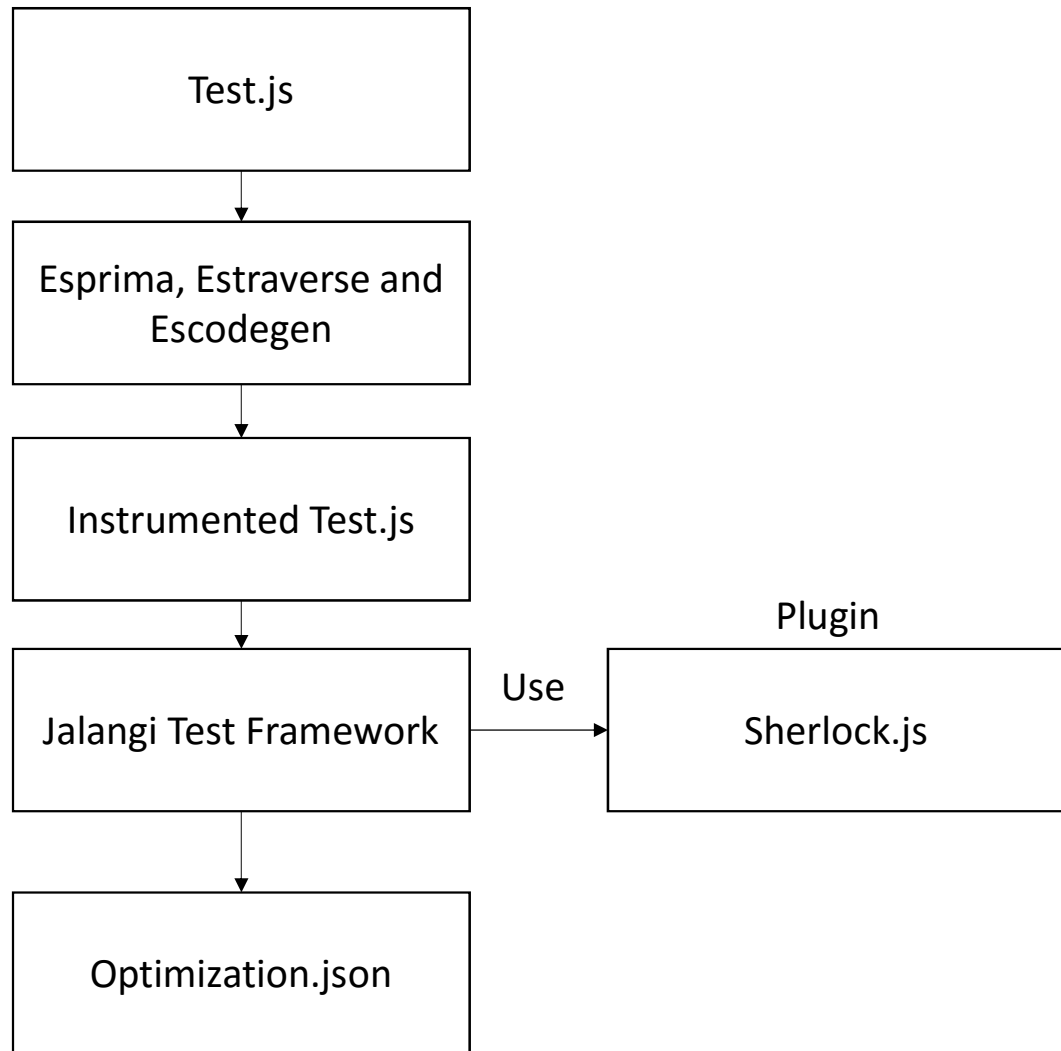 Test.js
Esprima, Estraverse and
Escodegen
Instrumented Test.js
Plugin
Jalangi Test Framework
Use
Sherlock.js
Optimization.json